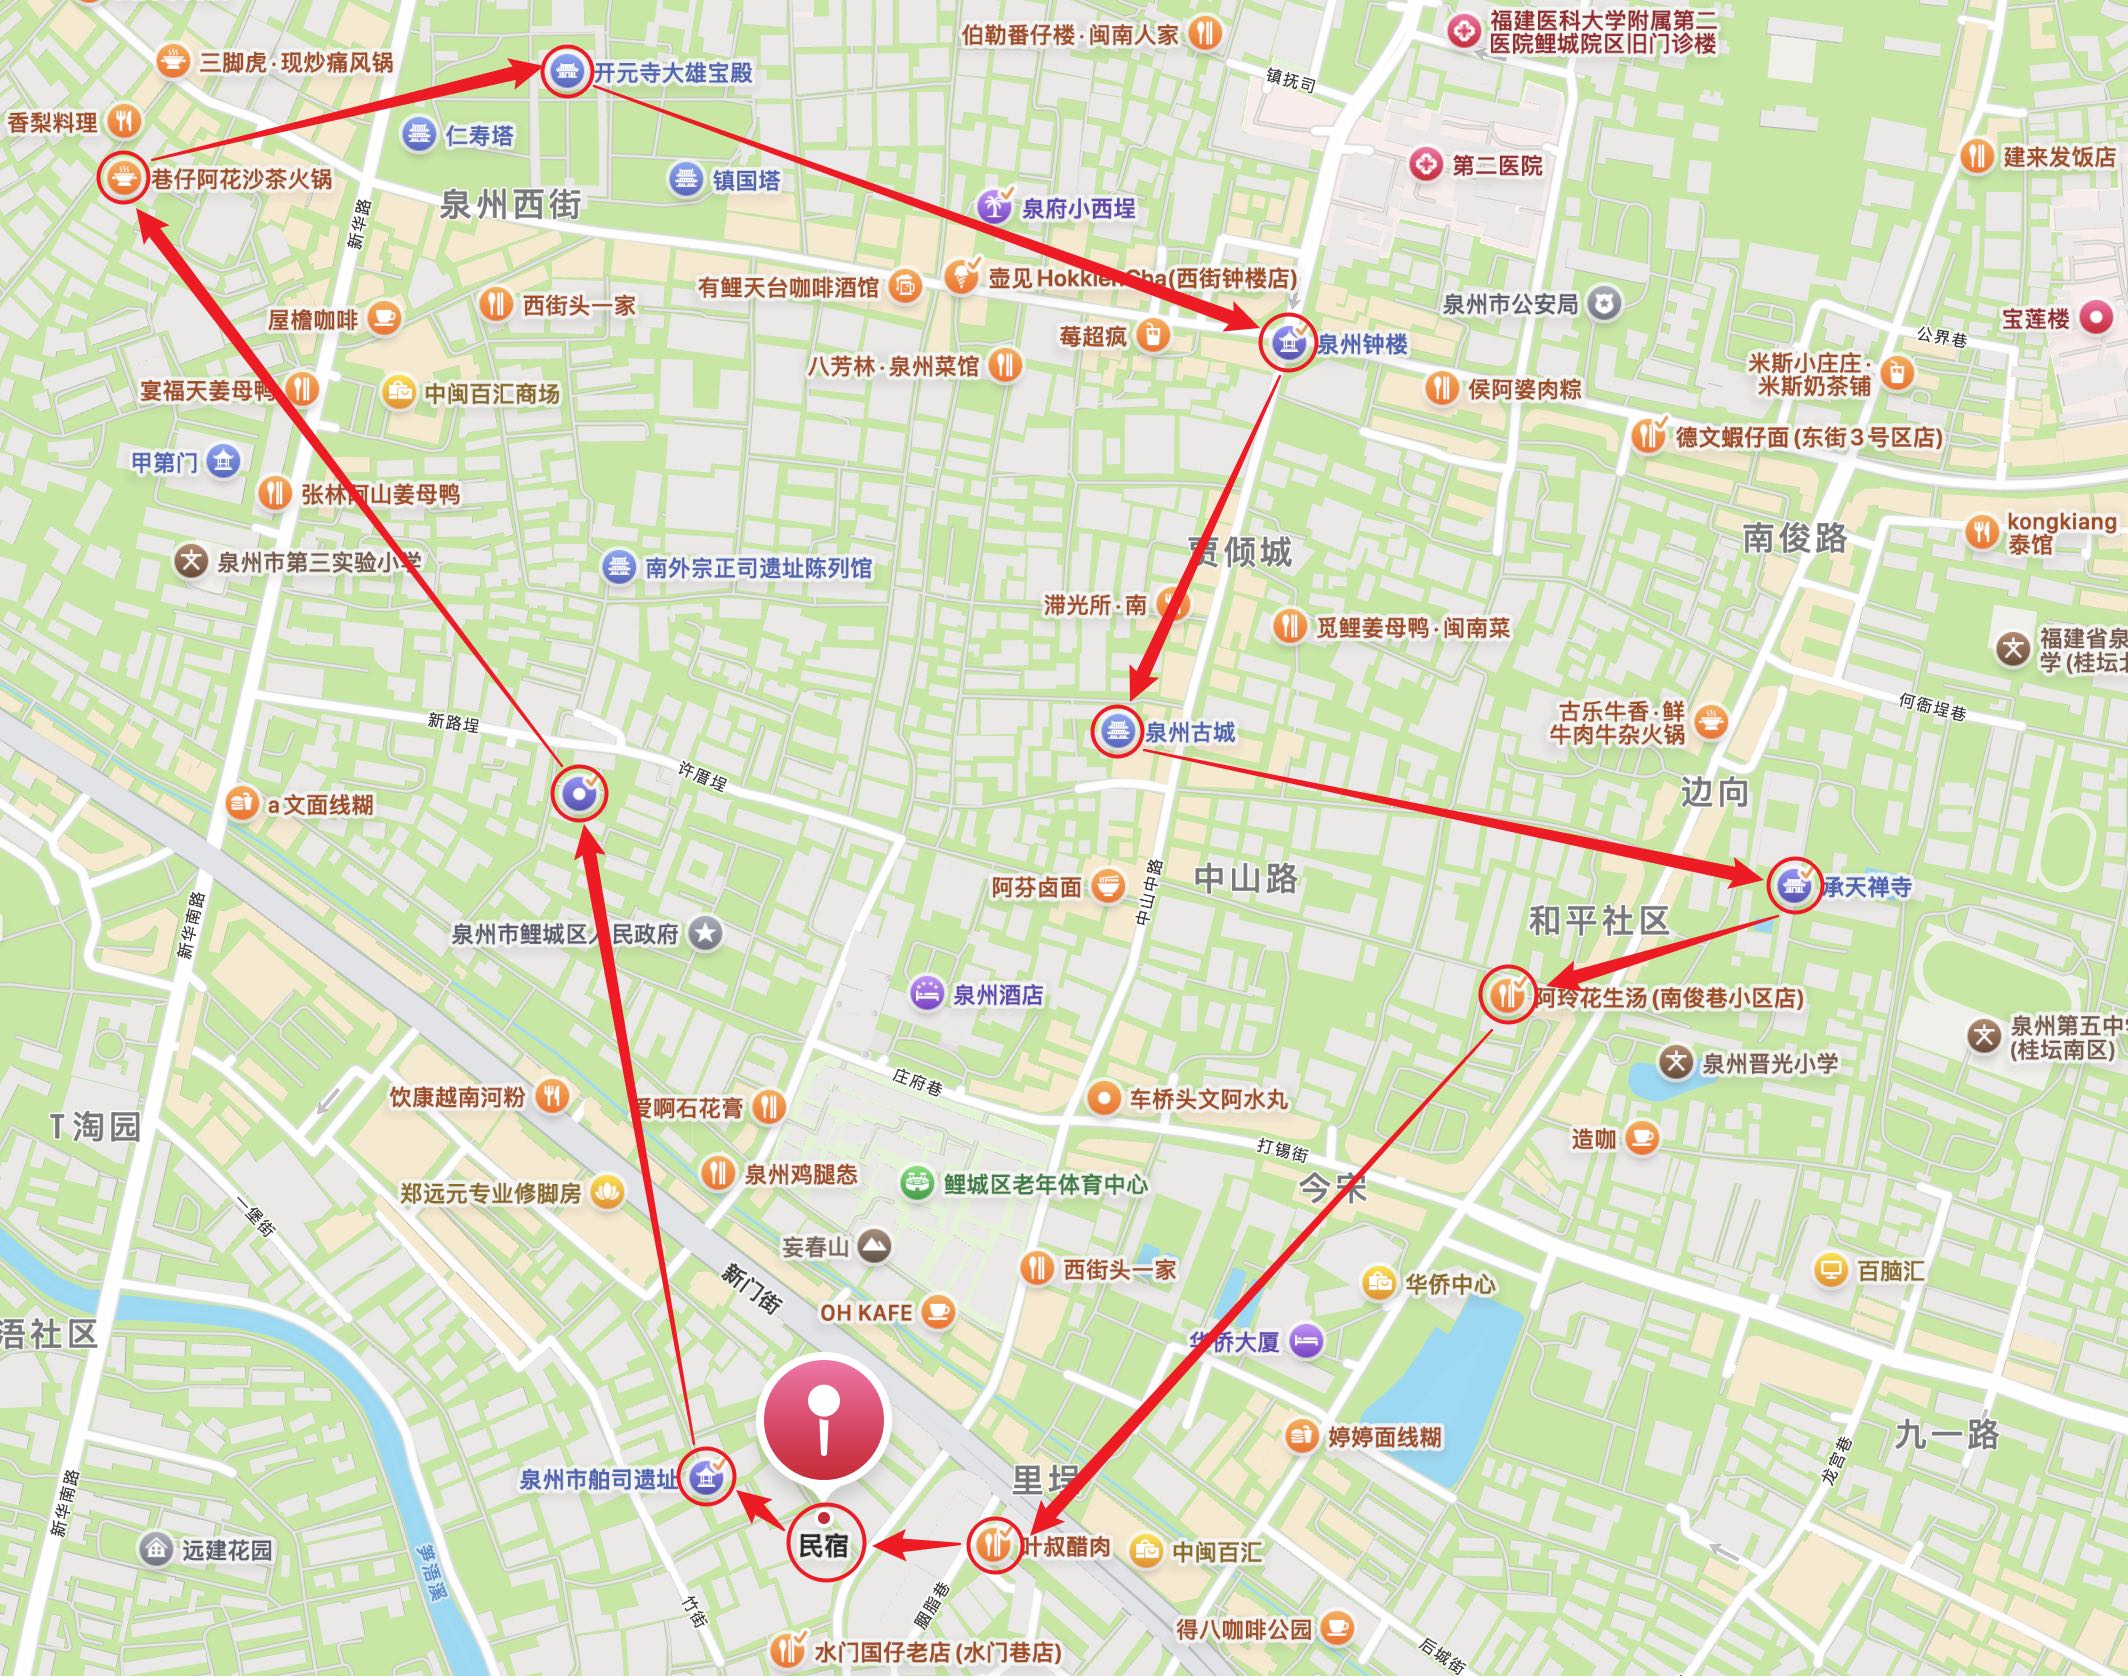 伯勒番仔楼·闽南人家
福建医科大学附属第二
医院鲤城院区旧门诊楼
三脚虎·现炒痛风锅
开元寺大雄宝殿
镇抚司
香梨料理
仁寿塔
建来发饭店
第二医院
巷仔阿花沙茶火锅
镇国塔
泉州西街
泉府小西埕
新华路
有鲤天台咖啡酒馆
壶见HokkienCha(西街钟楼店)
西街头一家
泉州市公安局
屋檐咖啡
莓超疯
泉州钟楼
宝莲楼
公界巷
八芳林·泉州菜馆
米斯小庄庄·
米斯奶茶铺
宴福天姜母鸭
中闽百汇商场
侯阿婆肉粽
德文蝦仔面(东街3号区店)
甲第门
张林阿山姜母鸭
kongkiang
泰馆
南俊路
贾倾城
泉州市第三实验小学
南外宗正司遗址陈列馆
滞光所·南
觅鲤姜母鸭·闽南菜
福建省泉
学(桂坛北
何衙埕巷
新路埕
古乐牛香·鲜
牛肉牛杂火锅
泉州古城
许厝埕
边向
a文面线糊
阿芬卤面
中山路
中山中路
承天禅寺
新华南路
泉州市鲤城区人民政府
和平社区
泉州酒店
阿玲花生汤(南俊巷小区店)
泉州第五中学
(桂坛南区)
泉州晋光小学
庄府巷
饮康越南河粉
爱啊石花膏
车桥头文阿水丸
T淘园
打锡街
造咖
泉州鸡腿卷
郑远元专业修脚房
鲤城区老年体育中心
今宋
一堡街
妄春山
西街头一家
华侨中心
百脑汇
新门街
OH KAFE
浯社区
华侨大厦
婷婷面线糊
九一路
龙宫巷
泉州市舶司遗址
里埕
新华南路
民宿
叶叔醋肉
中闽百汇
远建花园
笋浯溪
竹街
胭脂巷
得八咖啡公园
水门国仔老店(水门巷店)
后城街